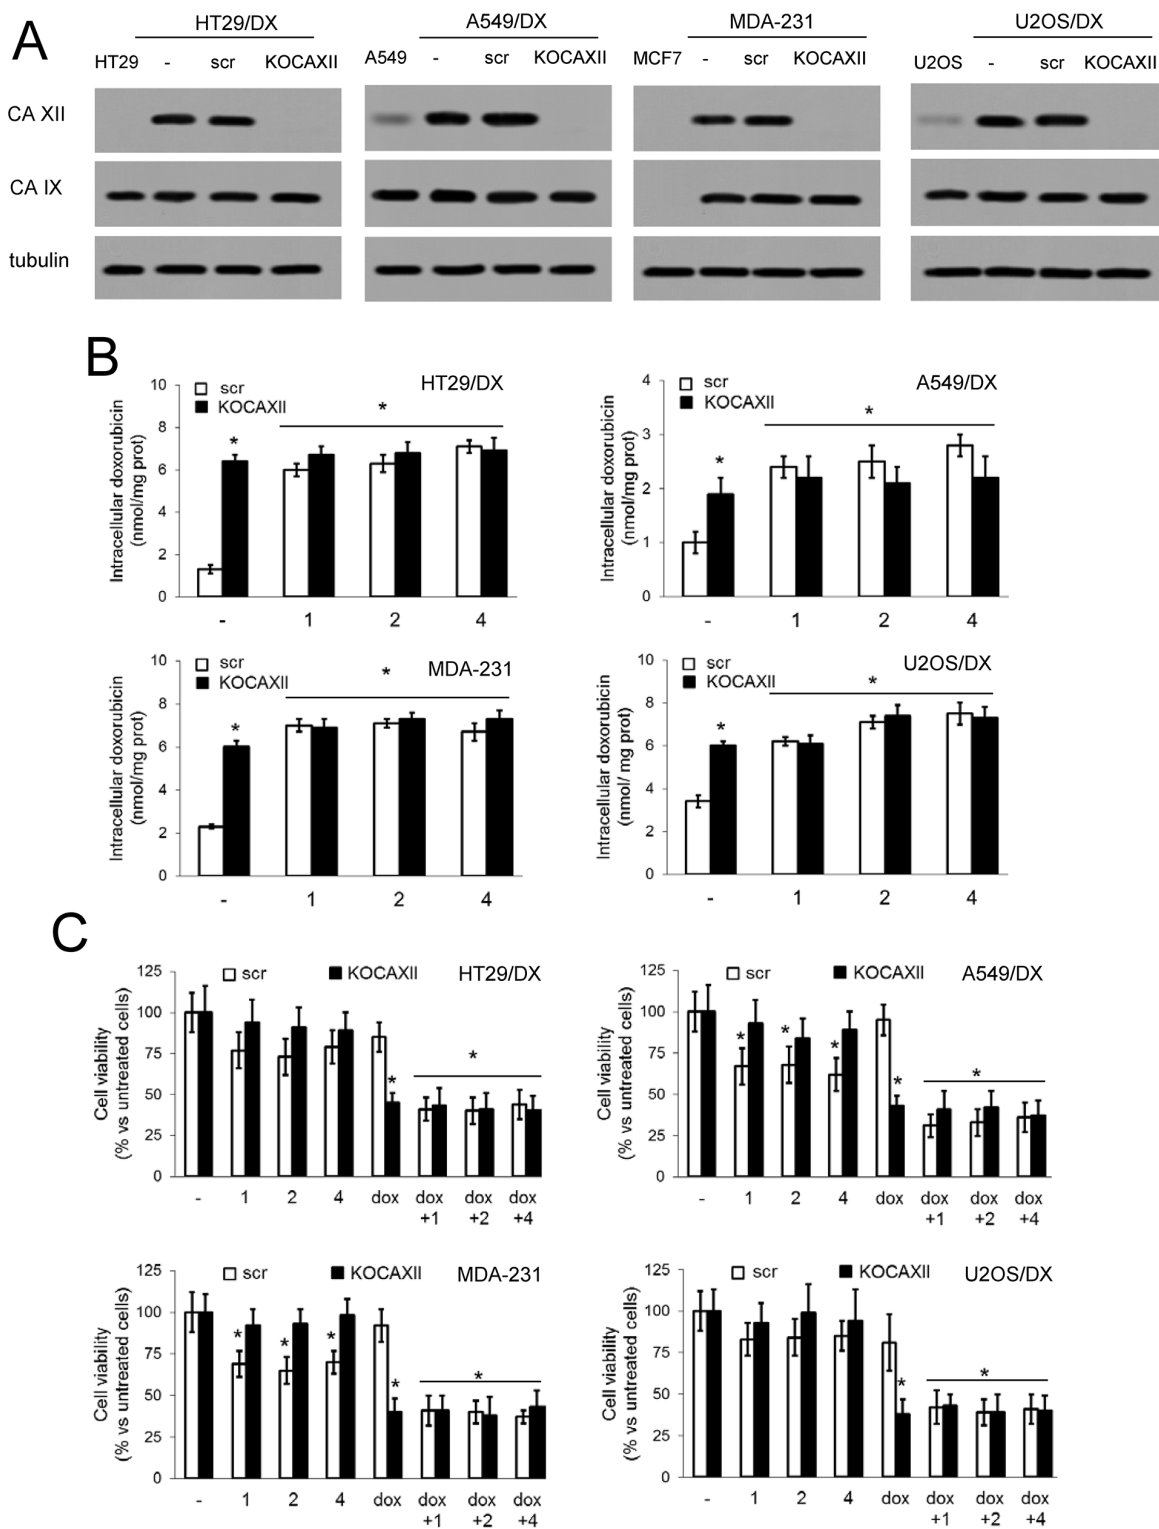 A
HT29/DX
A549/DX
MDA-231
U2OS/DX
HT29 - scr KOCAXII
A549 - scr KOCAXII
MCF7 - scr KOCAXII
U2OS - scr KOCAXII
CA XII
CA IX
tubulin
B
Intracellular doxorubicin
(nmol/mg prot)
10
8
6
4
2
0
scr
KOCAXII
HT29/DX
*
*
- 1 2 4
Intracellular doxorubicin
(nmol/mg prot)
4
3
2
1
0
scr
KOCAXII
A549/DX
*
*
- 1 2 4
Intracellular doxorubicin
(nmol/mg prot)
10
8
6
4
2
0
scr
KOCAXII
MDA-231
*
*
- 1 2 4
Intracellular doxorubicin
(nmol/ mg prot)
10
8
6
4
2
0
scr
KOCAXII
U2OS/DX
*
*
- 1 2 4
C
Cell viability
(% vs untreated cells)
125
100
75
50
25
0
scr KOCAXII HT29/DX
*
*
- 1 2 4 dox dox dox dox
+1 +2 +4
Cell viability
(% vs untreated cells)
125
100
75
50
25
0
scr KOCAXII A549/DX
* * * * *
- 1 2 4 dox dox dox dox
+1 +2 +4
Cell viability
(% vs untreated cells)
125
100
75
50
25
0
scr KOCAXII MDA-231
* * * * *
- 1 2 4 dox dox dox dox
+1 +2 +4
Cell viability
(% vs untreated cells)
125
100
75
50
25
0
scr KOCAXII U2OS/DX
* *
- 1 2 4 dox dox dox dox
+1 +2 +4